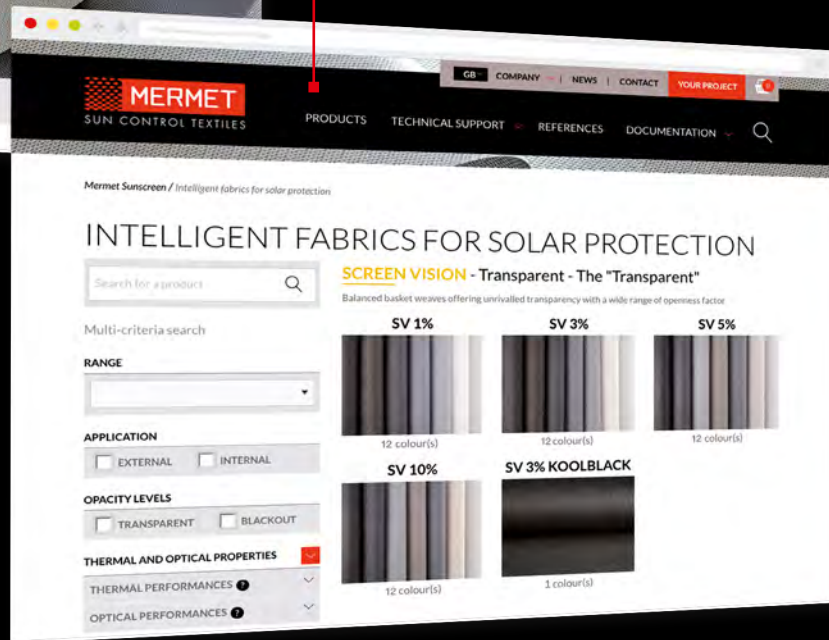 GB COMPANY | NEWS | CONTACT YOUR PROJECT 0
MERMET
SUN CONTROL TEXTILES
PRODUCTS TECHNICAL SUPPORT REFERENCES DOCUMENTATION
Mermet Sunscreen / Intelligent fabrics for solar protection
INTELLIGENT FABRICS FOR SOLAR PROTECTION
Search for a product
Multi-criteria search
RANGE
APPLICATION
EXTERNAL INTERNAL
OPACITY LEVELS
TRANSPARENT BLACKOUT
THERMAL AND OPTICAL PROPERTIES
THERMAL PERFORMANCES ?
OPTICAL PERFORMANCES ?
SCREEN VISION - Transparent - The "Transparent"
Balanced basket weaves offering unrivalled transparency with a wide range of openness factor
SV 1% SV 3% SV 5%
12 colour(s) 12 colour(s) 12 colour(s)
SV 10% SV 3% KOOLBLACK
12 colour(s) 1 colour(s)